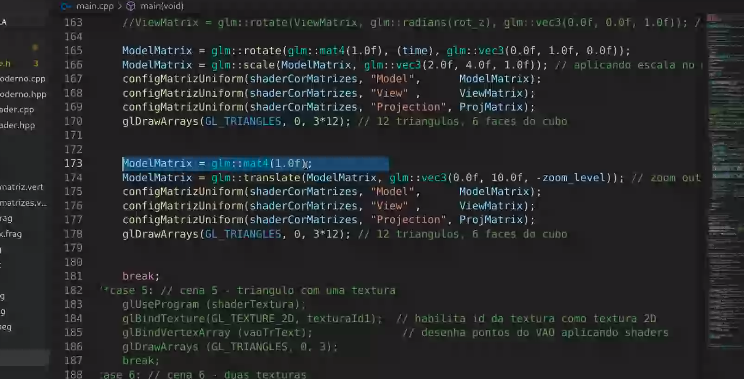 main.cpp > main(void)
163 //ViewMatrix = glm::rotate(ViewMatrix, glm::radians(rot_z), glm::vec3(0.0f, 0.0f, 1.0f)); /
164
165 ModelMatrix = glm::rotate(glm::mat4(1.0f), (time), glm::vec3(0.0f, 1.0f, 0.0f));
166 ModelMatrix = glm::scale(ModelMatrix, glm::vec3(2.0f, 4.0f, 1.0f)); // aplicando escala no
167 configMatrizUniform(shaderCorMatrizes, "Model", ModelMatrix);
168 configMatrizUniform(shaderCorMatrizes, "View" , ViewMatrix);
169 configMatrizUniform(shaderCorMatrizes, "Projection", ProjMatrix);
170 glDrawArrays(GL_TRIANGLES, 0, 3*12); // 12 triangulos, 6 faces do cubo
171
172
173 ModelMatrix = glm::mat4(1.0f);
174 ModelMatrix = glm::translate(ModelMatrix, glm::vec3(0.0f, 10.0f, -zoom_level)); // zoom out
175 configMatrizUniform(shaderCorMatrizes, "Model", ModelMatrix);
176 configMatrizUniform(shaderCorMatrizes, "View" , ViewMatrix);
177 configMatrizUniform(shaderCorMatrizes, "Projection", ProjMatrix);
178 glDrawArrays(GL_TRIANGLES, 0, 3*12); // 12 triangulos, 6 faces do cubo
179
180
181 break;
182 /*case 5: // cena 5 - triangulo com uma textura
183 glUseProgram (shaderTextura);
184 glBindTexture(GL_TEXTURE_2D, texturaId1); // habilita id da textura como textura 2D
185 glBindVertexArray (vaoTrText); // desenha pontos do VAO aplicando shaders
186 glDrawArrays (GL_TRIANGLES, 0, 3);
187 break;
188 case 6: // cena 6 - duas texturas
LA
e.h 3
oderno.cpp
oderno.hpp
ader.cpp
ader.hpp
matriz.vert
matrizes_v...
rag
x.frag
g
g
peg